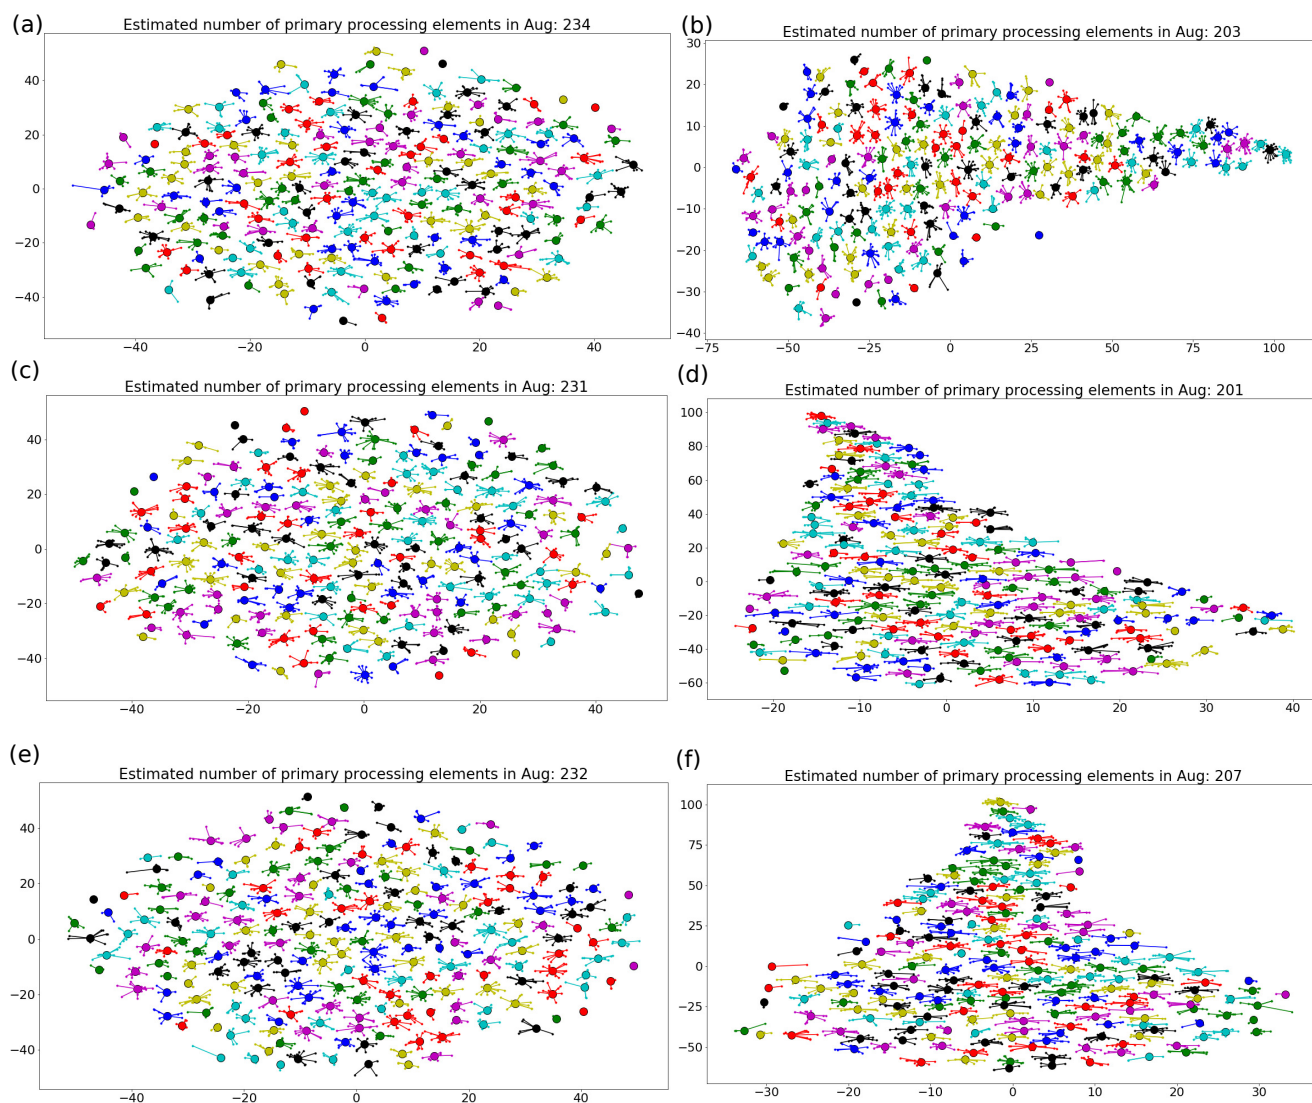 (a)
Estimated number of primary processing elements in Aug: 234
40
20
0
−20
−40
−40 −20 0 20 40
(b)
Estimated number of primary processing elements in Aug: 203
30
20
10
0
−10
−20
−30
−40
−75 −50 −25 0 25 50 75 100
(c)
Estimated number of primary processing elements in Aug: 231
40
20
0
−20
−40
−40 −20 0 20 40
(d)
Estimated number of primary processing elements in Aug: 201
100
80
60
40
20
0
−20
−40
−60
−20 −10 0 10 20 30 40
(e)
Estimated number of primary processing elements in Aug: 232
40
20
0
−20
−40
−40 −20 0 20 40
(f)
Estimated number of primary processing elements in Aug: 207
100
75
50
25
0
−25
−50
−30 −20 −10 0 10 20 30